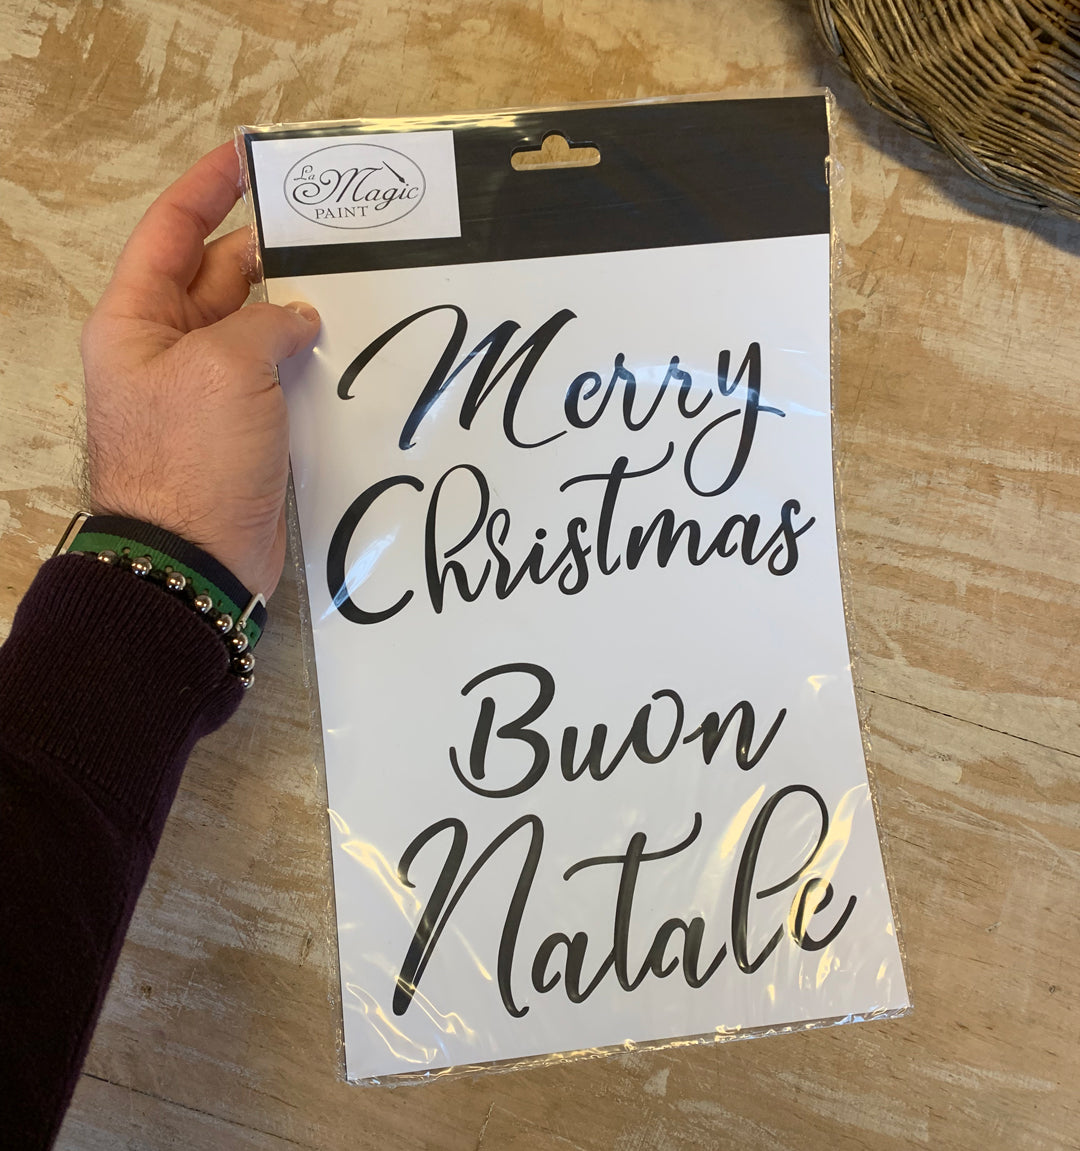 La Magic
PAINT
Merry
Christmas
Buon
Natale